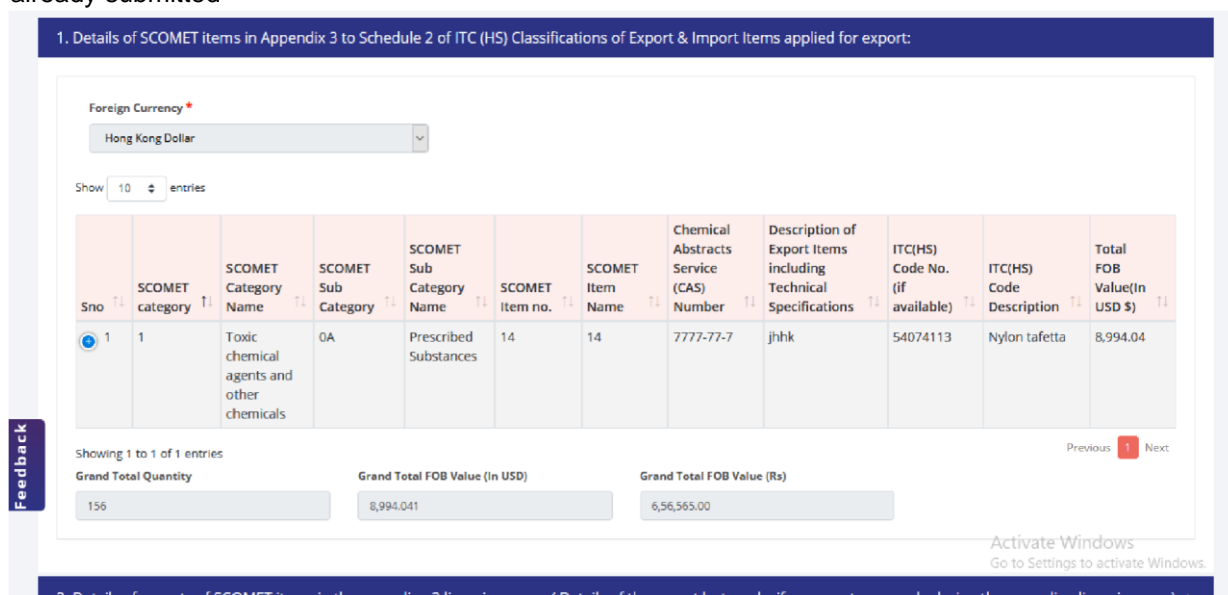 already submitted
1. Details of SCOMET items in Appendix 3 to Schedule 2 of ITC (HS) Classifications of Export & Import Items applied for export:
Foreign Currency *
Hong Kong Dollar
Show 10 entries
Sno SCOMET category SCOMET Category Name SCOMET Sub Category SCOMET Sub Category Name SCOMET Item no. SCOMET Item Name Chemical Abstracts Service (CAS) Number Description of Export Items including Technical Specifications ITC(HS) Code No. (if available) ITC(HS) Code Description Total FOB Value(In USD $)
1 1 Toxic chemical agents and other chemicals 0A Prescribed Substances 14 14 7777-77-7 jhhk 54074113 Nylon tafetta 8,994.04
Showing 1 to 1 of 1 entries
Previous 1 Next
Grand Total Quantity Grand Total FOB Value (In USD) Grand Total FOB Value (Rs)
156 8,994.041 6,56,565.00
Feedback
Activate Windows
Go to Settings to activate Windows.